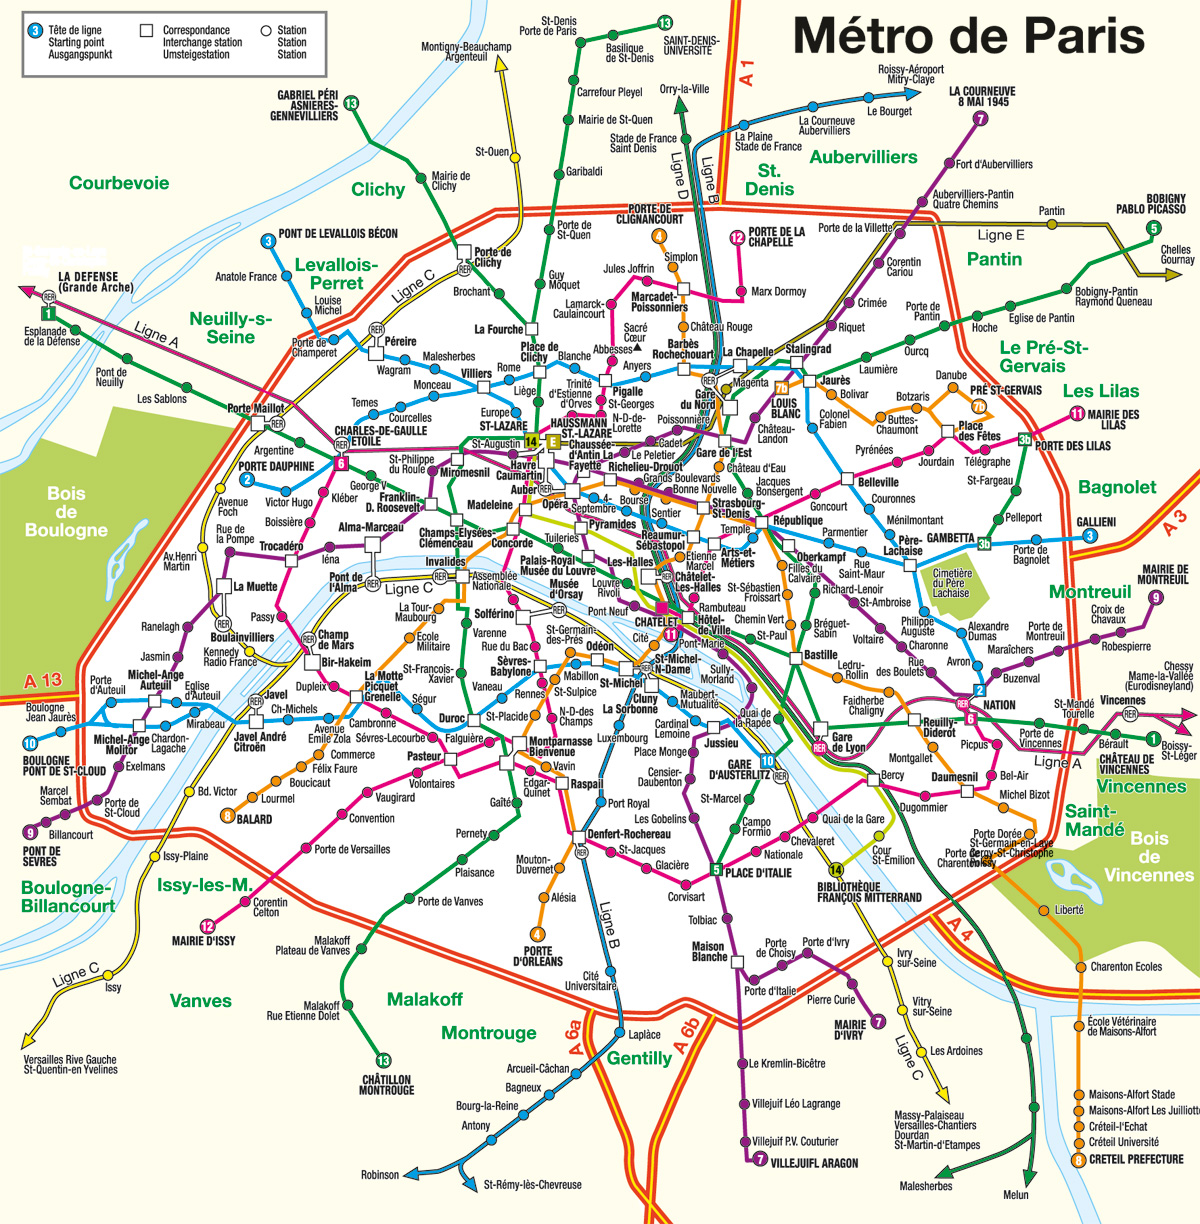 Métro de Paris
3
Tête de ligne
Starting point
Ausgangspunkt
Correspondance
Interchange station
Umsteigestation
Station
Station
Station
Montigny-Beauchamp
Argenteuil
St-Denis
Porte de Paris
13
SAINT-DENIS-
UNIVERSITÉ
Basilique
de St-Denis
A 1
Roissy-Aéroport
Mitry-Claye
Le Bourget
La Courneuve
Aubervilliers
La Plaine
Stade de France
LA COURNEUVE
8 MAI 1945
7
GABRIEL PÉRI
ASNIERES-
GENNEVILLIERS
13
Carrefour Pleyel
Orry-la-Ville
Mairie de St-Quen
Stade de France
Saint Denis
Ligne D
Ligne B
St-Ouen
Garibaldi
Mairie de
Clichy
Clichy
Courbevoie
St.
Denis
Aubervilliers
Fort d'Aubervilliers
Aubervilliers-Pantin
Quatre Chemins
Porte de la Villette
Pantin
Ligne E
BOBIGNY
PABLO PICASSO
5
Chelles
Gournay
Pantin
Bobigny-Pantin
Raymond Queneau
Eglise de Pantin
Hoche
Porte de
Pantin
Ourcq
Laumière
Corentin
Cariou
Crimée
Riquet
Stalingrad
3
PONT DE LEVALLOIS BÉCON
Anatole France
Louise
Michel
Levallois-
Perret
Porte de
Champeret
Neuilly-s-
Seine
Porte de
Clichy
RER
Porte de
St-Quen
Brochant
Ligne C
Guy
Moquet
La Fourche
PORTE DE
CLIGNANCOURT
4
Simplon
12
PORTE DE LA
CHAPELLE
Jules Joffrin
Marcadet-
Poissonniers
Marx Dormoy
Lamarck-
Caulaincourt
Sacré
Cœur
Château Rouge
Abbesses
Barbès
Rochechouart
La Chapelle
Anyers
Pigalle
LA DEFENSE
(Grande Arche)
RER
1
Esplanade
de la Défense
Ligne A
Pont de
Neuilly
Les Sablons
Porte Maillot
RER
Argentine
CHARLES-DE-GAULLE
ETOILE
RER
6
PORTE DAUPHINE
2
Victor Hugo
RER
Péreire
Wagram
Malesherbes
Monceau
Villiers
Rome
Place de
Clichy
Blanche
Liège
Trinité
d'Estienne
d'Orves
St-Georges
N-D-de-
Lorette
Ternes
Courcelles
Europe
ST-LAZARE
14
E
HAUSSMANN
ST.-LAZARE
Chaussée-
d'Antin La
Fayette
St-Augustin
Havre
Caumartin
Auber
RER
Miromesnil
St-Philippe
du Roule
George V
Kléber
Franklin-
D. Roosevelt
Champs-Elysées-
Clémenceau
Madeleine
Concorde
Opéra
4-
Septembre
Pyramides
Tuileries
Palais-Royal
Musée du Louvre
Louvre
Rivoli
Richelieu-Drouot
Le Peletier
Cadet
Poissonnière
Grands Boulevards
Bonne Nouvelle
Bourse
Sentier
Strasbourg-
St-Denis
Reaumur-
Sébastopol
Temple
Arts-et-
Métiers
Etienne
Marcel
Les-Halles
RER
Châtelet-
Les-Halles
Rambuteau
Hôtel-
de-Ville
CHATELET
11
Pont Neuf
Cité
Pont-Marie
Sully-
Morland
Gare
du Nord
RER
Magenta
Gare de l'Est
Château d'Eau
Château-
Landon
LOUIS
BLANC
7b
Jaurès
Bolivar
Colonel
Fabien
Buttes-
Chaumont
Botzaris
Danube
PRÉ ST-GERVAIS
7b
Place
des Fêtes
Le Pré-St-
Gervais
Les Lilas
11
MAIRIE DES
LILAS
3b
PORTE DES LILAS
Télégraphe
Jourdain
Pyrénées
Belleville
Goncourt
Jacques
Bonsergent
République
Couronnes
Ménilmontant
Père-
Lachaise
Parmentier
Rue
Saint-Maur
Oberkampf
Filles du
Calvaire
St-Sébastien
Froissart
Chemin Vert
Richard-Lenoir
St-Ambroise
Bréguet-
Sabin
Voltaire
Charonne
Rue
des Boulets
Philippe
Auguste
Alexandre
Dumas
Avron
St-Fargeau
Pelleport
GAMBETTA
3b
Porte de
Bagnolet
GALLIENI
3
Bagnolet
A 3
Cimetière
du Père
Lachaise
Montreuil
MAIRIE DE
MONTREUIL
9
Croix de
Chavaux
Robespierre
Porte de
Montreuil
Maraîchers
Buzenval
2
RER
6
NATION
Bois
de
Boulogne
Avenue
Foch
Boissière
Rue de
la Pompe
Trocadéro
Iéna
Alma-Marceau
Av.Henri
Martin
La Muette
Passy
Pont de
l'Alma
RER
Ligne C
RER
Invalides
Assemblée
Nationale
Musée
d'Orsay
RER
Solférino
Ranelagh
Boulainvilliers
RER
Kennedy
Radio France
Champ
de Mars
RER
Bir-Hakeim
Jasmin
Michel-Ange
Auteuil
Eglise
d'Auteuil
Porte
d'Auteuil
Mirabeau
Javel
RER
Javel André
Citroën
Ch-Michels
Dupleix
La Motte
Picquet
Grenelle
La Tour-
Maubourg
Ecole
Militaire
Varenne
St-Francois-
Xavier
Ségur
Duroc
Vaneau
Sèvres-
Babylone
Rue du Bac
St-Germain-
des-Prés
Rennes
St-Sulpice
Mabillon
Odéon
St-Michel
RER
St-Michel-
N-Dame
Cluny
La Sorbonne
Maubert-
Mutualité
Cardinal
Lemoine
Jussieu
Place Monge
Censier-
Daubenton
Les Gobelins
Luxembourg
Port Royal
St-Paul
Bastille
Quai de
la Rapée
Ledru-
Rollin
Faidherbe
Chaligny
Reuilly-
Diderot
Gare
de Lyon
RER
Montgallet
Daumesnil
Picpus
Bel-Air
Michel Bizot
Porte Dorée
Porte de
Charenton
St-Germain-en-Laye
Cergy-St-Christophe
Poissy
Liberté
Charenton Ecoles
École Vétérinaire
de Maisons-Alfort
Maisons-Alfort Stade
Maisons-Alfort Les Juilliottes
Créteil-l'Echat
Créteil Université
8
CRETEIL PREFECTURE
Porte de
Vincennes
St-Mandé
Tourelle
Bérault
1
CHÂTEAU DE
VINCENNES
Vincennes
RER
Mame-la-Vallée
(Eurodisneyland)
Boissy-
St-Léger
Ligne A
Vincennes
Saint-
Mandé
Bois
de
Vincennes
A 4
A 13
Boulogne
Jean Jaurès
10
BOULOGNE
PONT DE ST-CLOUD
Michel-Ange
Molitor
Chardon-
Lagache
Exelmans
Porte de
St-Cloud
Marcel
Sembat
Billancourt
9
PONT DE
SEVRES
Boulogne-
Billancourt
Bd. Victor
Issy-Plaine
Issy-les-M.
8
BALARD
Lourmel
Boucicaut
Félix Faure
Commerce
Avenue
Emile Zola
Cambronne
Sévres-Lecourbe
Pasteur
Volontaires
Vaugirard
Convention
Porte de Versailles
Corentin
Celton
12
MAIRIE D'ISSY
Falguière
St-Placide
N-D-des
Champs
Montparnasse
Bienvenue
Vavin
Edgar-
Quinet
Raspail
Gaîté
Pernety
Plaisance
Porte de Vanves
Denfert-Rochereau
RER
St-Jacques
Glacière
Corvisart
Mouton-
Duvernet
Alésia
4
PORTE
D'ORLEANS
5
PLACE D'ITALIE
Nationale
Chevaleret
Quai de la Gare
Bercy
Dugommier
Campo
Formio
St-Marcel
GARE
D'AUSTERLITZ
10
RER
Cour
St-Emilion
14
BIBLIOTHÈQUE
FRANÇOIS MITTERRAND
Tolbiac
Maison
Blanche
Porte
de Choisy
Porte d'Ivry
Porte d'Italie
Pierre Curie
MAIRIE
D'IVRY
7
Le Kremlin-Bicêtre
Villejuif Léo Lagrange
Villejuif P.V. Couturier
7
VILLEJUIFL ARAGON
Ivry
sur-Seine
Vitry
sur-Seine
Les Ardoines
Ligne C
Massy-Palaiseau
Versailles-Chantiers
Dourdan
St-Martin-d'Etampes
Malesherbes
Melun
Ligne C
Issy
Versailles Rive Gauche
St-Quentin-en Yvelines
Vanves
Malakoff
Plateau de Vanves
Malakoff
Rue Etienne Dolet
13
CHÂTILLON
MONTROUGE
Malakoff
Montrouge
Gentilly
Ligne B
Cité
Universitaire
Laplàce
A 6a
A 6b
Arcueil-Câchan
Bagneux
Bourg-la-Reine
Antony
Robinson
St-Rémy-lès-Chevreuse